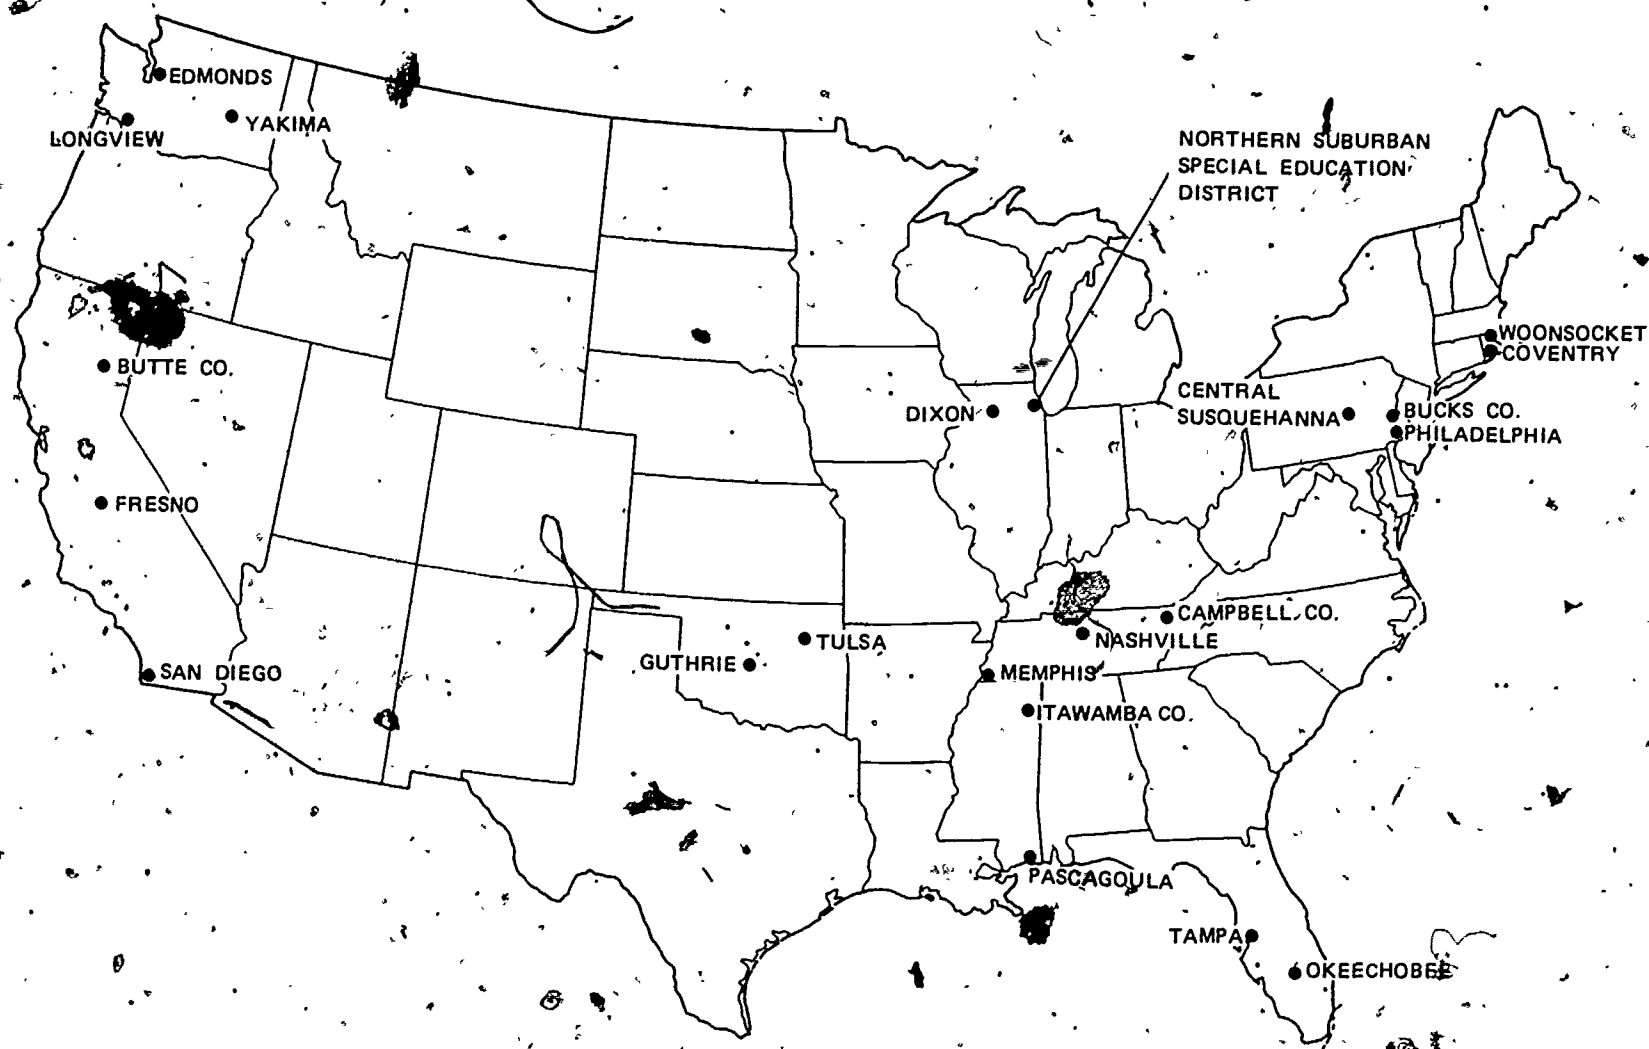 EDMONDS
YAKIMA
LONGVIEW
NORTHERN SUBURBAN
SPECIAL EDUCATION
DISTRICT
WOONSOCKET
COVENTRY
BUTTE CO.
CENTRAL
SUSQUEHANNA
DIXON
BUCKS CO.
PHILADELPHIA
FRESNO
CAMPBELL CO.
NASHVILLE
TULSA
GUTHRIE
SAN DIEGO
MEMPHIS
ITAWAMBA CO.
PASCAGOULA
TAMPA
OKEECHOBEE